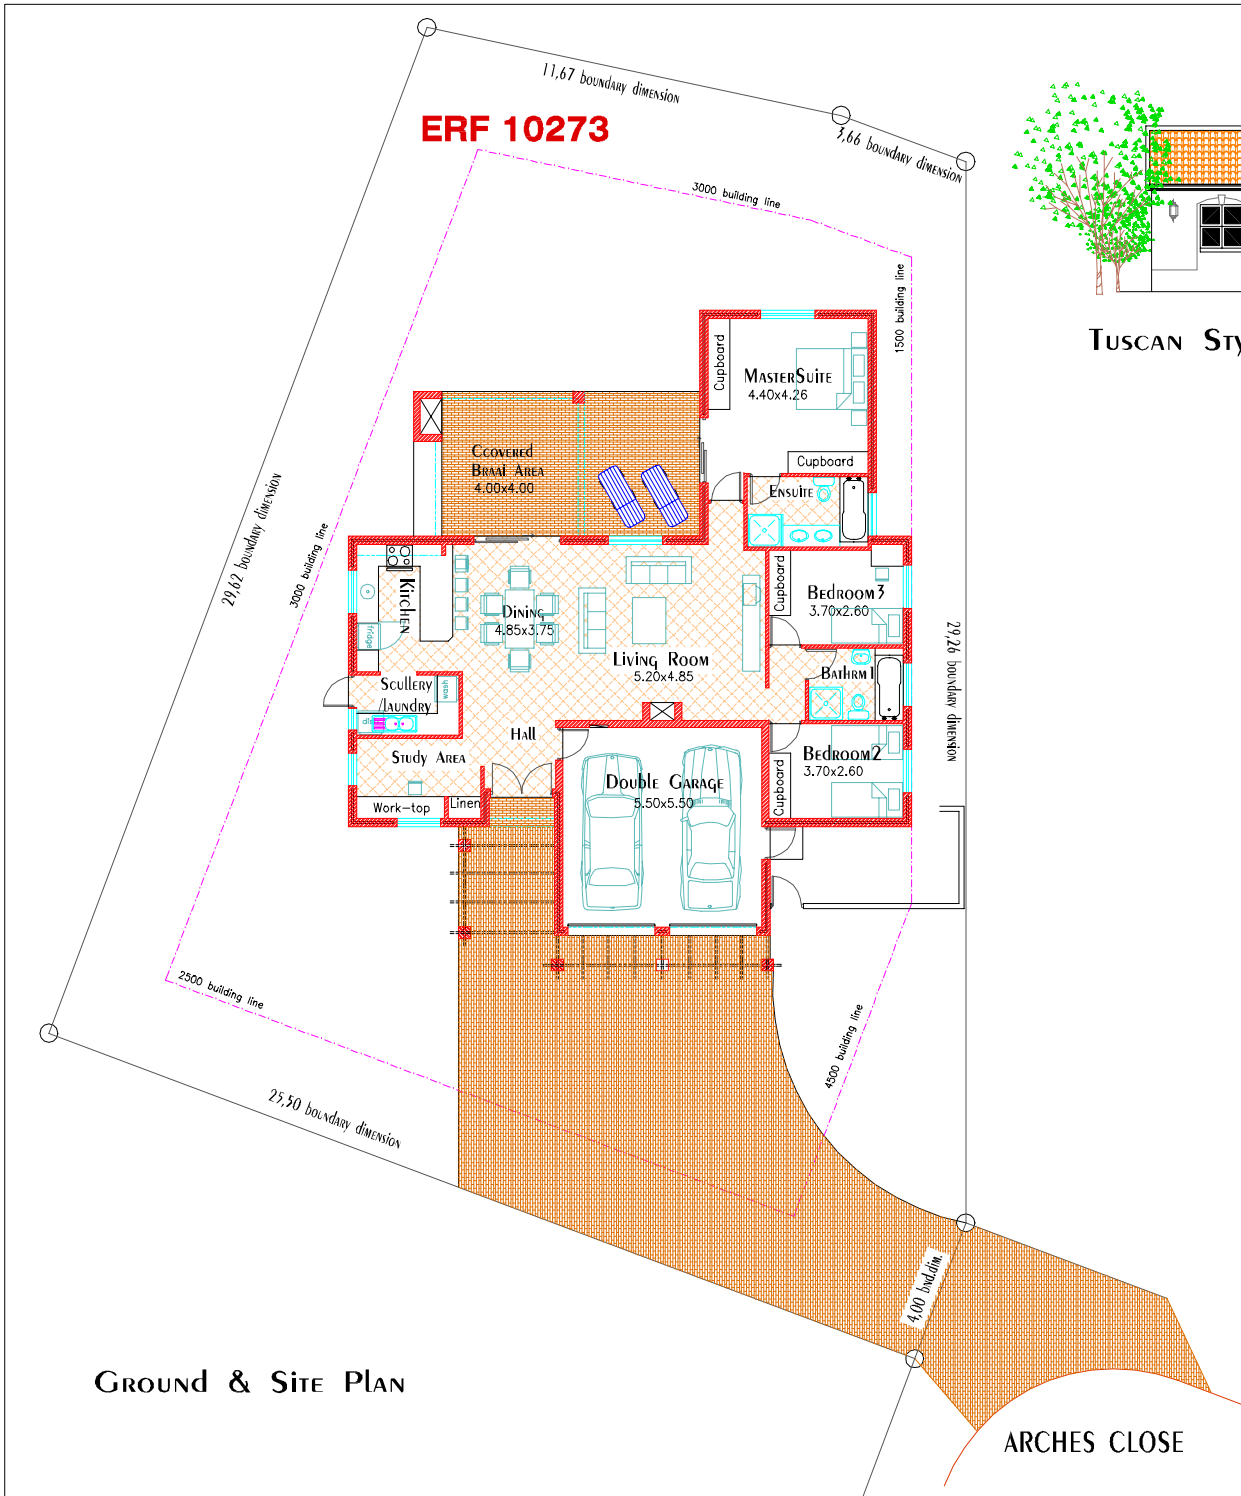 11,67 boundary dimension
ERF 10273
3,66 boundary dimension
3000 building line
1500 building line
Tuscan Sty
Cupboard
MasterSuite
4.40x4.26
Cupboard
Ccovered
Braai Area
4.00x4.00
Ensuite
29,62 boundary dimension
3000 building line
Kitchen
fridge
Dining
4.85x3.75
Cupboard
Bedroom3
3.70x2.60
Living Room
5.20x4.85
Bathrm1
29,26 boundary dimension
Scullery
/laundry
wash
Hall
Study Area
Double Garage
5.50x5.50
Cupboard
Bedroom2
3.70x2.60
Work-top
Linen
2500 building line
4500 building line
25,50 boundary dimension
4,00 bnd.dim.
Ground & Site Plan
ARCHES CLOSE